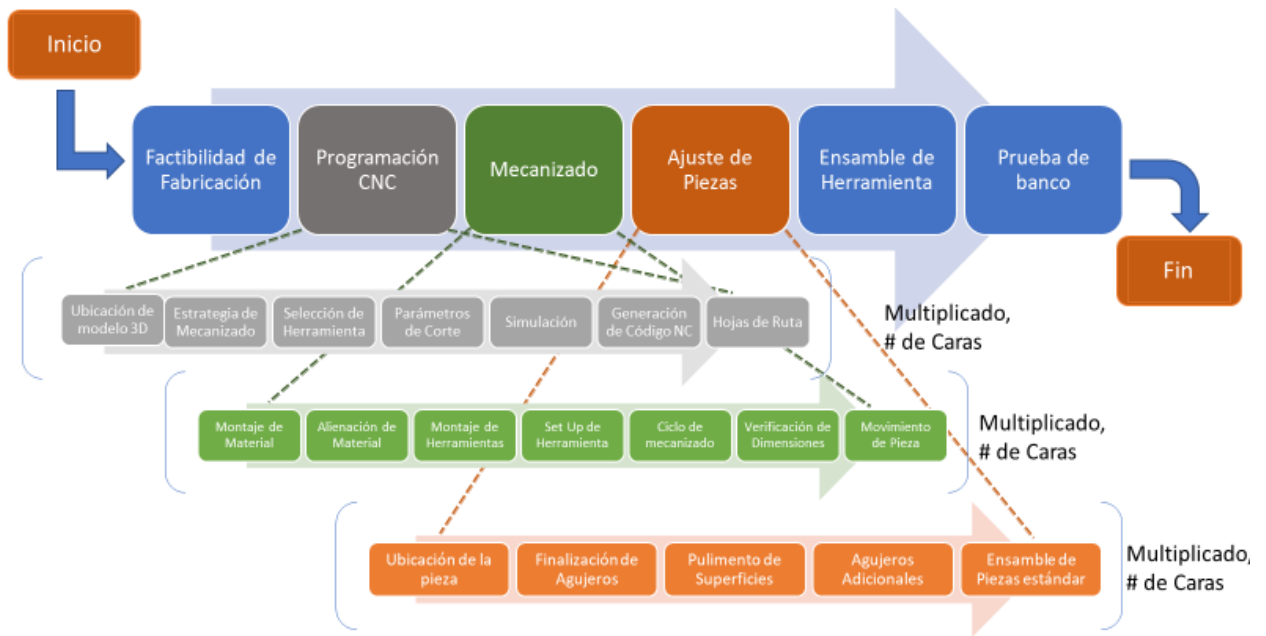 Inicio
Factibilidad de
Fabricación
Programación
CNC
Mecanizado
Ajuste de
Piezas
Ensamble de
Herramienta
Prueba de
banco
Fin
Ubicación de
modelo 3D
Estrategia de
Mecanizado
Selección de
Herramienta
Parámetros
de Corte
Simulación
Generación
de Código NC
Hojas de Ruta
Multiplicado,
# de Caras
Montaje de
Material
Alienación de
Material
Montaje de
Herramientas
Set Up de
Herramienta
Ciclo de
mecanizado
Verificación de
Dimensiones
Movimiento
de Pieza
Multiplicado,
# de Caras
Ubicación de la
pieza
Finalización de
Agujeros
Pulimento de
Superficies
Agujeros
Adicionales
Ensamble de
Piezas estándar
Multiplicado,
# de Caras